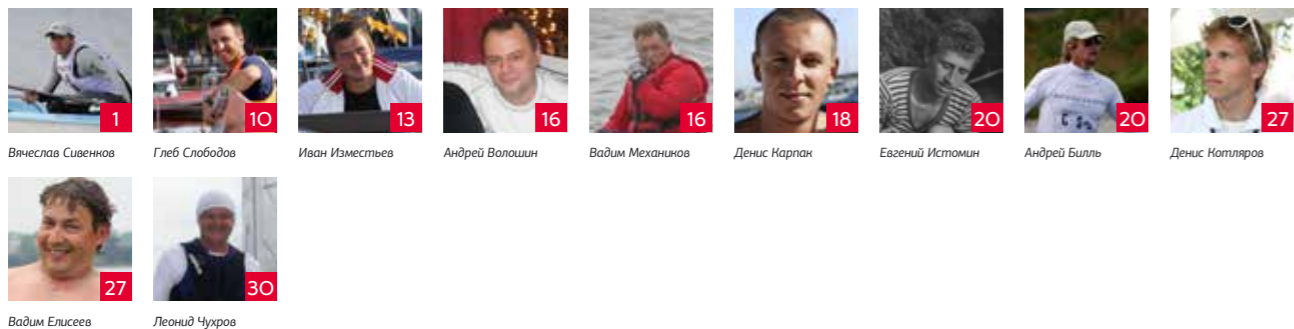 1
10
13
16
16
18
20
20
27
Вячеслав Сивенков
Глеб Слободов
Иван Изместьев
Андрей Волошин
Вадим Механиков
Денис Карпак
Евгений Истомин
Андрей Билль
Денис Котляров
27
30
Вадим Елисеев
Леонид Чухров